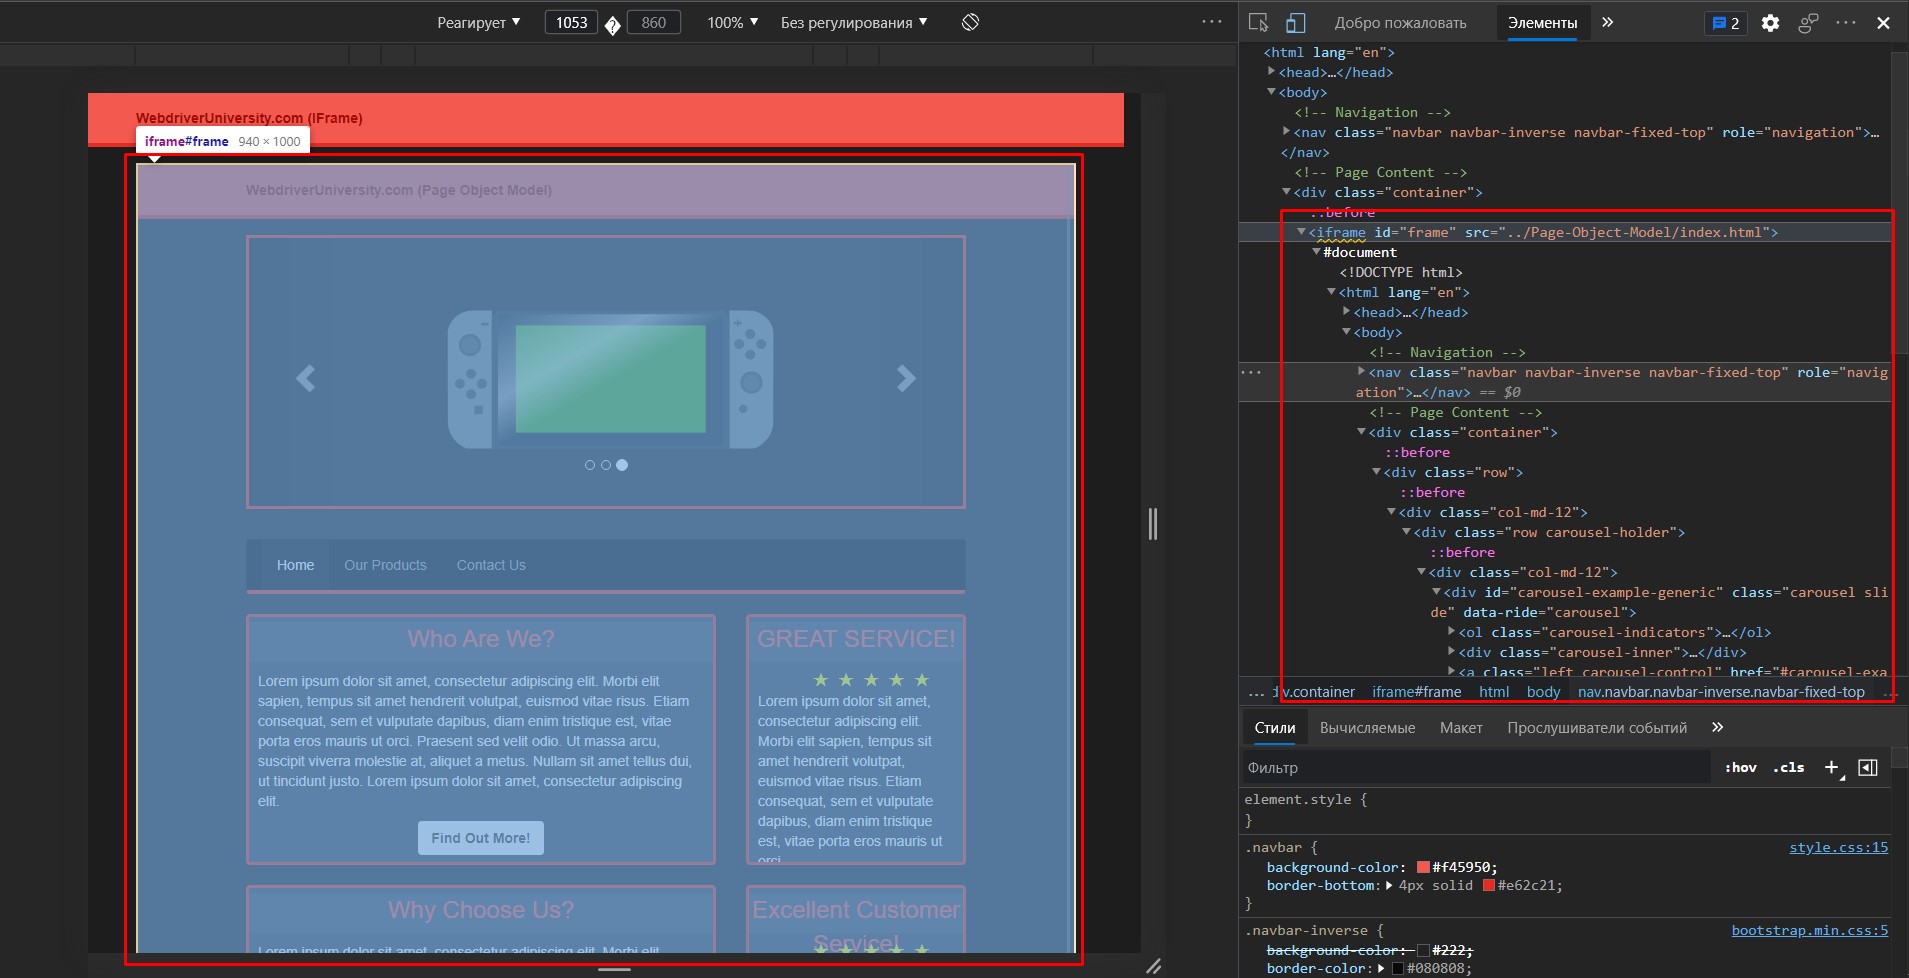 Реагирует ▼ 1053 860 100% ▼ Без регулирования ▼ ...
WebdriverUniversity.com (IFrame)
iframe#frame 940 × 1000
WebdriverUniversity.com (Page Object Model)
Home Our Products Contact Us
Who Are We?
Lorem ipsum dolor sit amet, consectetur adipiscing elit. Morbi elit
sapien, tempus sit amet hendrerit volutpat, euismod vitae risus. Etiam
consequat, sem et vulputate dapibus, diam enim tristique est, vitae
porta eros mauris ut orci. Praesent sed velit odio. Ut massa arcu,
suscipit viverra molestie at, aliquet a metus. Nullam sit amet tellus dui,
ut tincidunt justo. Lorem ipsum dolor sit amet, consectetur adipiscing
elit.
Find Out More!
GREAT SERVICE!
★ ★ ★ ★ ★
Lorem ipsum dolor sit amet,
consectetur adipiscing elit.
Morbi elit sapien, tempus sit
amet hendrerit volutpat,
euismod vitae risus. Etiam
consequat, sem et vulputate
dapibus, diam enim tristique
est, vitae porta eros mauris ut
orci.
Why Choose Us?
Lorem ipsum dolor sit amet, consectetur adipiscing elit. Morbi elit
Excellent Customer
Service!
Добро пожаловать Элементы » 2 ...
<html lang="en">
<head>…</head>
<body>
<!-- Navigation -->
<nav class="navbar navbar-inverse navbar-fixed-top" role="navigation">…
</nav>
<!-- Page Content -->
<div class="container">
::before
<iframe id="frame" src="../Page-Object-Model/index.html">
#document
<!DOCTYPE html>
<html lang="en">
<head>…</head>
<body>
<!-- Navigation -->
<nav class="navbar navbar-inverse navbar-fixed-top" role="navig
ation">…</nav> == $0
<!-- Page Content -->
<div class="container">
::before
<div class="row">
::before
<div class="col-md-12">
<div class="row carousel-holder">
::before
<div class="col-md-12">
<div id="carousel-example-generic" class="carousel sli
de" data-ride="carousel">
<ol class="carousel-indicators">…</ol>
<div class="carousel-inner">…</div>
<a class="left carousel-control" href="#carousel-exa
... v.container iframe#frame html body nav.navbar.navbar-inverse.navbar-fixed-top ...
Стили Вычисляемые Макет Прослушиватели событий »
Фильтр :hov .cls +
element.style {
}
.navbar { style.css:15
background-color: #f45950;
border-bottom: 4px solid #e62c21;
}
.navbar-inverse { bootstrap.min.css:5
background-color: #222;
border-color: #080808;